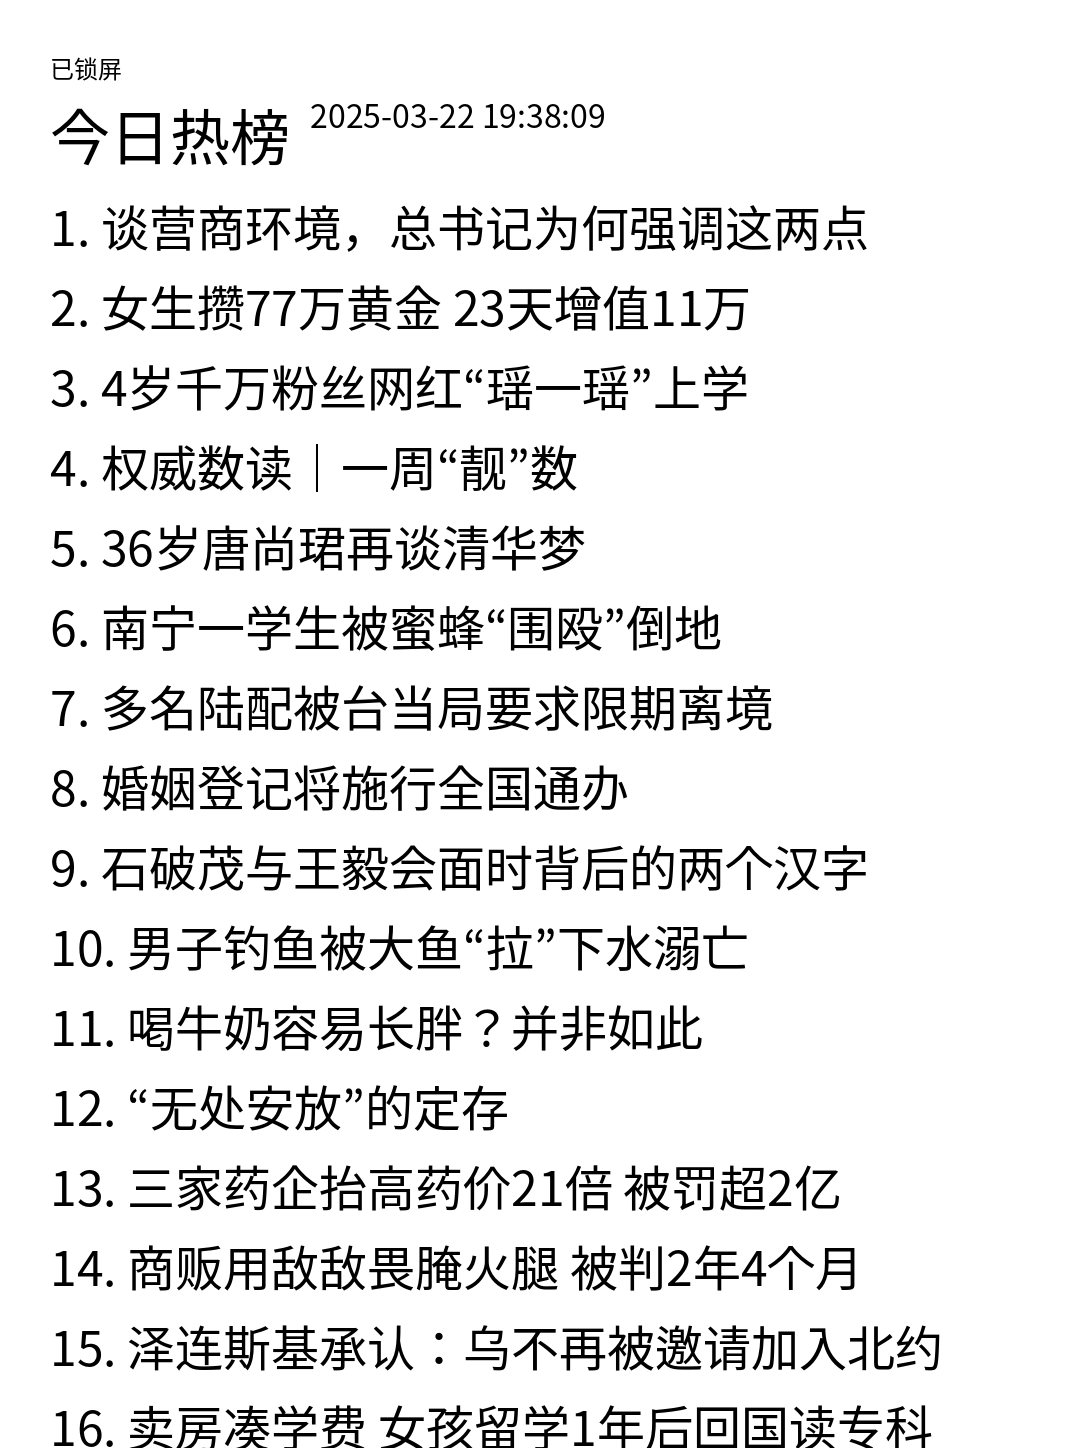 已锁屏
今日热榜 2025-03-22 19:38:09
1. 谈营商环境，总书记为何强调这两点
2. 女生攒77万黄金 23天增值11万
3. 4岁千万粉丝网红“瑶一瑶”上学
4. 权威数读｜一周“靓”数
5. 36岁唐尚珺再谈清华梦
6. 南宁一学生被蜜蜂“围殴”倒地
7. 多名陆配被台当局要求限期离境
8. 婚姻登记将施行全国通办
9. 石破茂与王毅会面时背后的两个汉字
10. 男子钓鱼被大鱼“拉”下水溺亡
11. 喝牛奶容易长胖？并非如此
12. “无处安放”的定存
13. 三家药企抬高药价21倍 被罚超2亿
14. 商贩用敌敌畏腌火腿 被判2年4个月
15. 泽连斯基承认：乌不再被邀请加入北约
16. 卖房凑学费 女孩留学1年后回国读专科